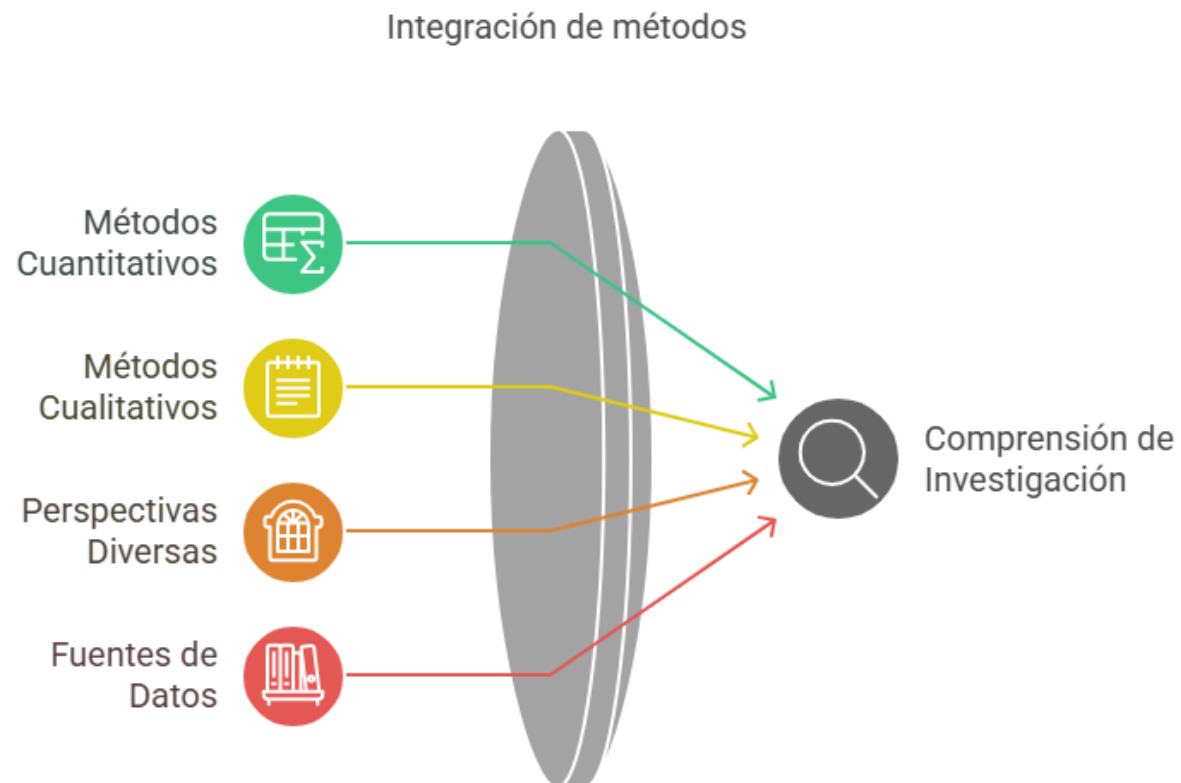 Integración de métodos
Métodos
Cuantitativos
Métodos
Cualitativos
Perspectivas
Diversas
Fuentes de
Datos
Comprensión de
Investigación